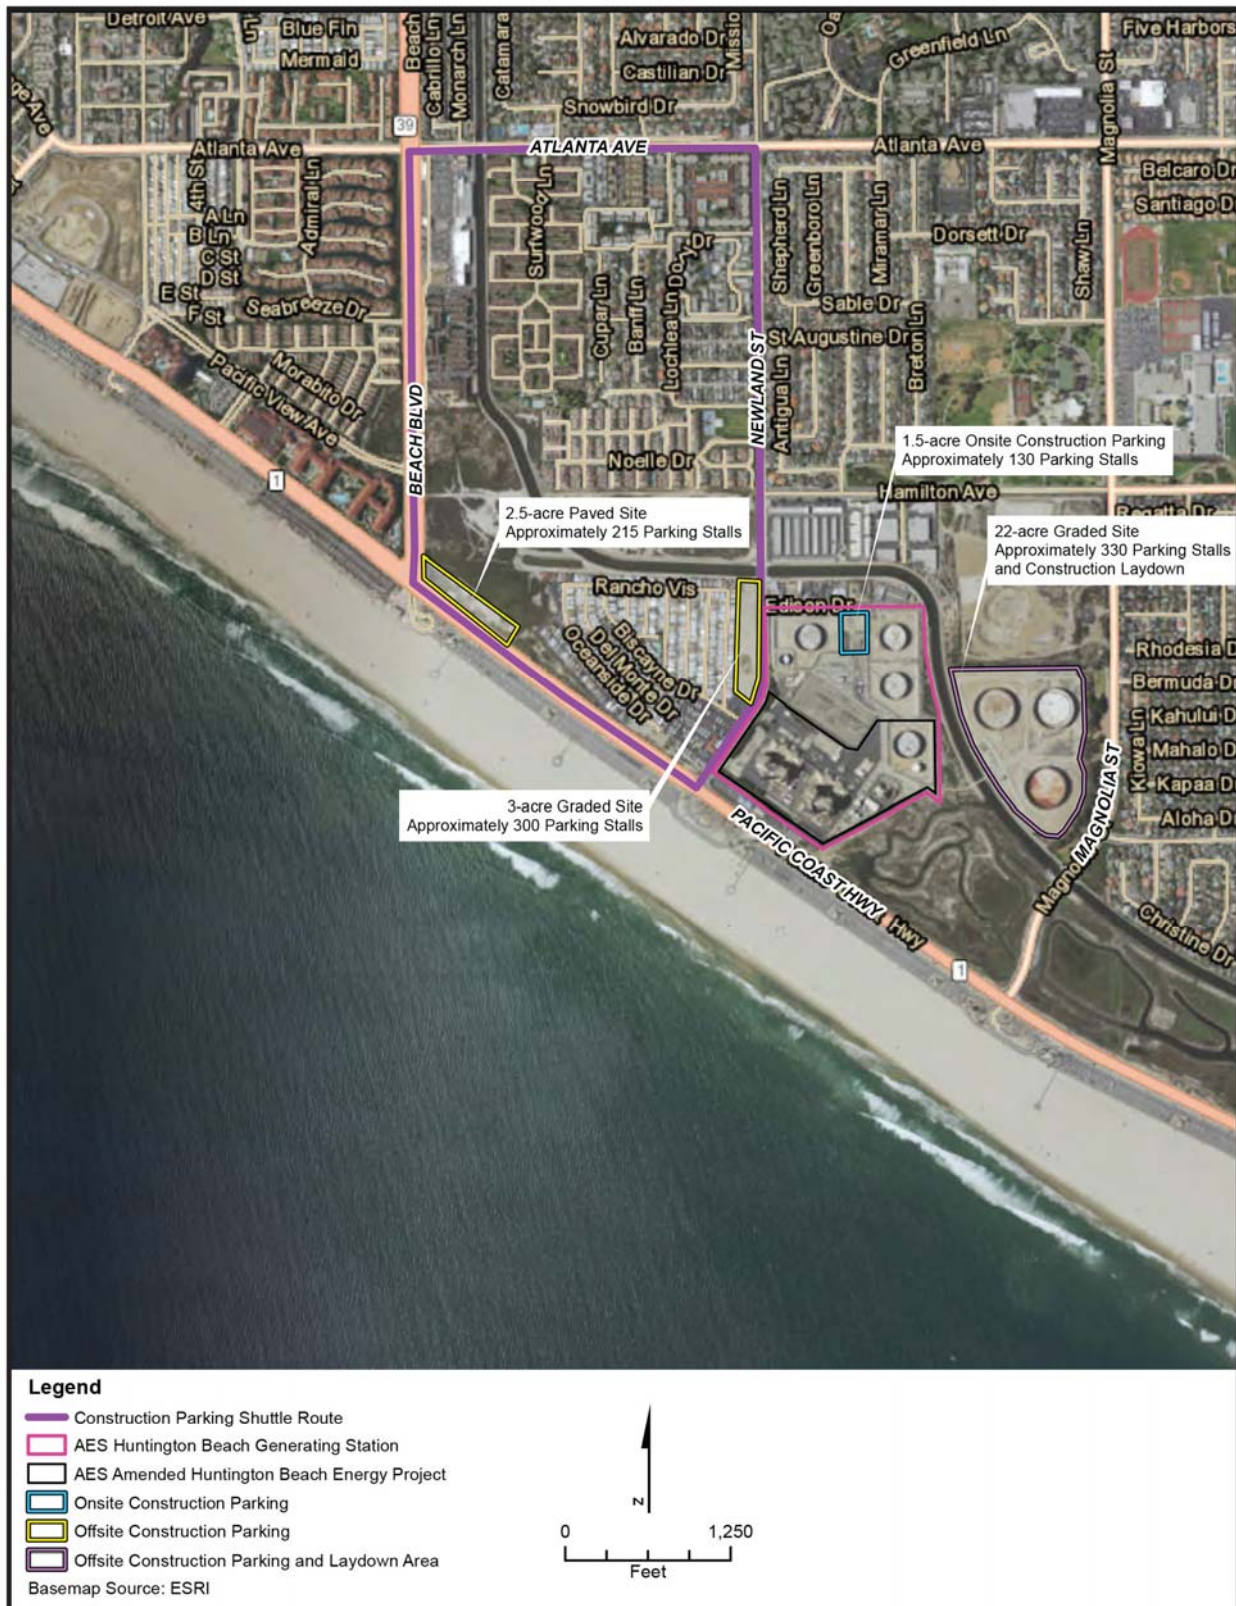 Detroit Ave
Blue Fin
Mermaid
Beach
Cabrillo Ln
Monarch Ln
Catamara
Alvarado Dr
Castilian Dr
Missio
Snowbird Dr
Oa
Greenfield Ln
Magnolia St
Five Harbors
ge Ave
39
Atlanta Ave
ATLANTA AVE
Atlanta Ave
Belcaro Dr
Santiago D
4th St
A Ln
B Ln
C St
D St
E St
F St
Admiral Ln
Seabreeze Dr
Surfwood Ln
Dr
Shepherd Ln
Greenboro Ln
Miramar Ln
Dorsett Dr
Shaw Ln
Sable Dr
St Augustine Dr
Breton Ln
Cupar Ln
Banff Ln
Lochlea Ln
Antigua Ln
NEWLAND ST
Morabito Dr
Pacific View Ave
BEACH BLVD
1
Noelle Dr
1.5-acre Onsite Construction Parking
Approximately 130 Parking Stalls
Hamilton Ave
Regatta Dr
2.5-acre Paved Site
Approximately 215 Parking Stalls
22-acre Graded Site
Approximately 330 Parking Stalls
and Construction Laydown
Rancho Vis
Edison Dr
Biscayne Dt
Del Monte Dr
Oceanside Dr
Rhodesia D
Bermuda Dr
Kahului D
Mahalo D
Kapaa D
Aloha Dr
Kiowa Ln
3-acre Graded Site
Approximately 300 Parking Stalls
PACIFIC COAST HWY
Hwy
MAGNOLIA ST
Magno
Christine Dr
1
Legend
Construction Parking Shuttle Route
AES Huntington Beach Generating Station
AES Amended Huntington Beach Energy Project
Onsite Construction Parking
Offsite Construction Parking
Offsite Construction Parking and Laydown Area
Basemap Source: ESRI
N
0 1,250
Feet